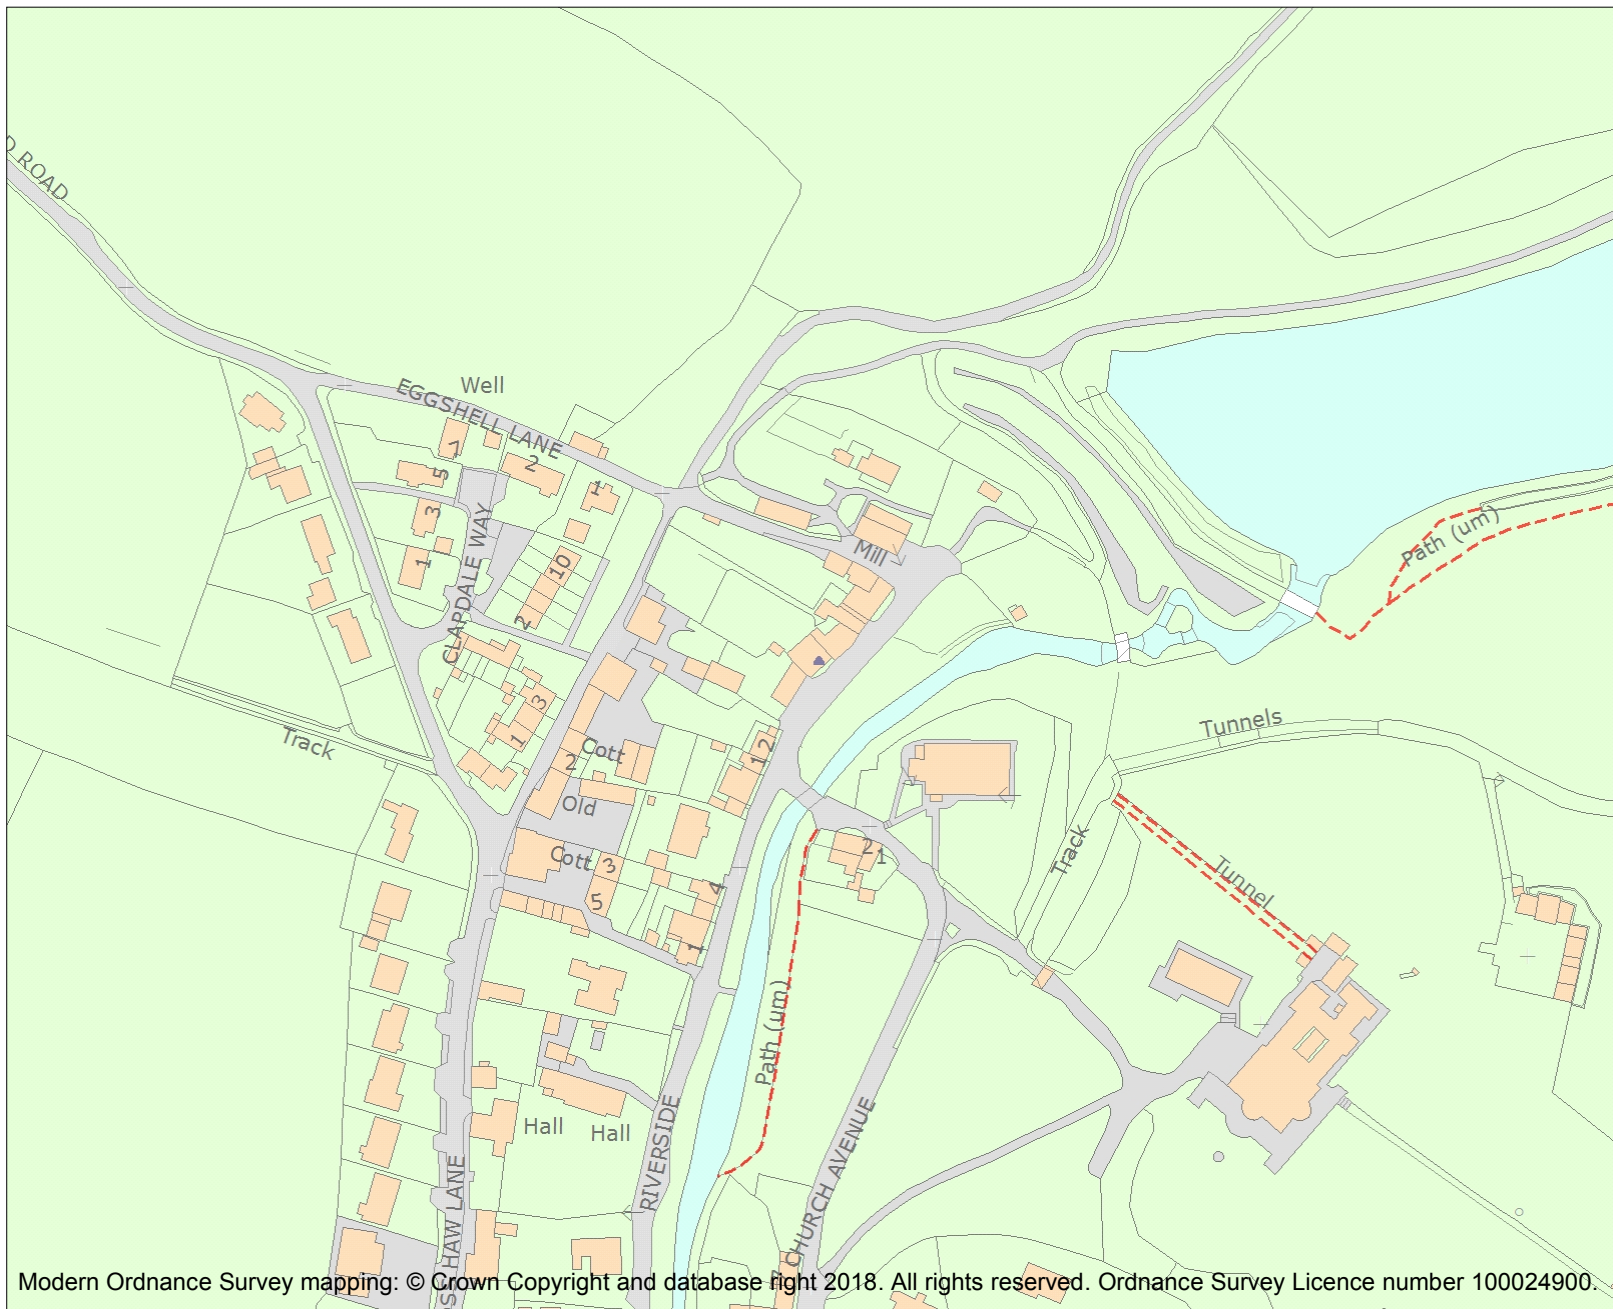 D ROAD
Well
EGGSHELL LANE
7
2
5
1
3
CLAPDALE WAY
1
10
2
Mill
Path (um)
3
1
Track
Tunnels
Cott
2
1 2
Old
Cott
3
5
2
1
Track
Tunnel
4
1
Path (um)
Hall
Hall
RIVERSIDE
CHURCH AVENUE
SS HAW LANE
7
Modern Ordnance Survey mapping: © Crown Copyright and database right 2018. All rights reserved. Ordnance Survey Licence number 100024900.